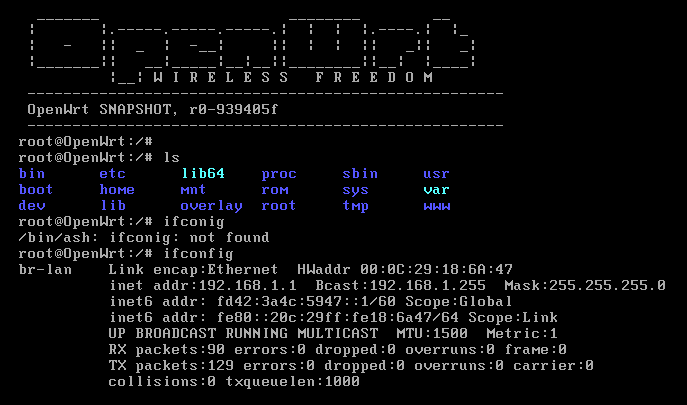 OpenWrt
W I R E L E S S   F R E E D O M
-----------------------------------------------------
OpenWrt SNAPSHOT, r0-939405f
-----------------------------------------------------
root@OpenWrt:/#
root@OpenWrt:/# ls
bin      etc      lib64    proc     sbin     usr
boot     home     mnt      rom      sys      var
dev      lib      overlay  root     tmp      www
root@OpenWrt:/# ifconig
/bin/ash: ifconig: not found
root@OpenWrt:/# ifconfig
br-lan    Link encap:Ethernet  HWaddr 00:0C:29:18:6A:47
          inet addr:192.168.1.1  Bcast:192.168.1.255  Mask:255.255.255.0
          inet6 addr: fd42:3a4c:5947::1/60 Scope:Global
          inet6 addr: fe80::20c:29ff:fe18:6a47/64 Scope:Link
          UP BROADCAST RUNNING MULTICAST  MTU:1500  Metric:1
          RX packets:90 errors:0 dropped:0 overruns:0 frame:0
          TX packets:129 errors:0 dropped:0 overruns:0 carrier:0
          collisions:0 txqueuelen:1000